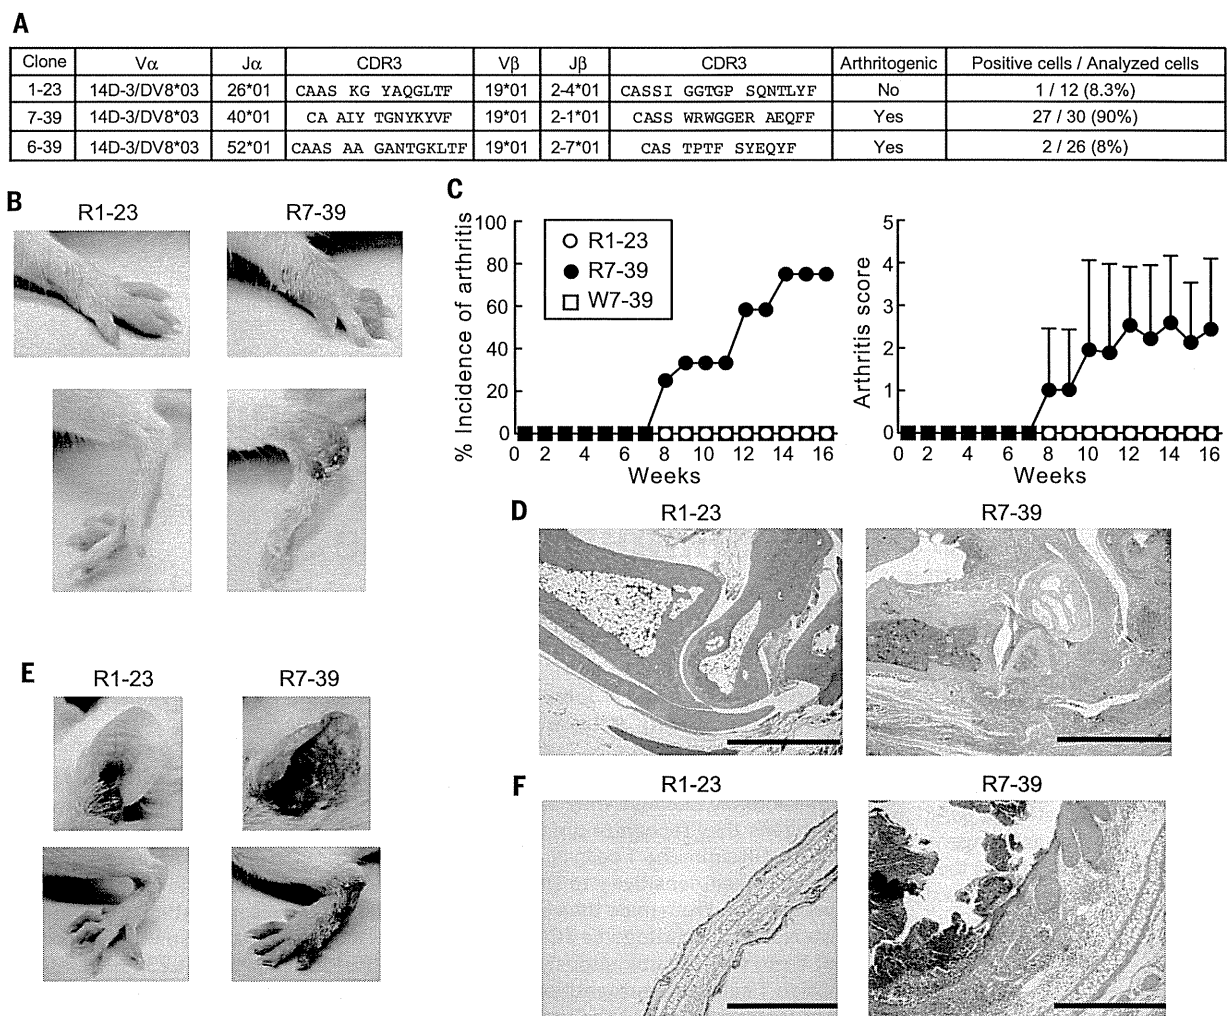 A
Clone Vα Jα CDR3 Vβ Jβ CDR3 Arthritogenic Positive cells / Analyzed cells
1-23 14D-3/DV8*03 26*01 CAAS KG YAQGLTF 19*01 2-4*01 CASSI GGTGP SQNTLYF No 1 / 12 (8.3%)
7-39 14D-3/DV8*03 40*01 CA AIY TGNYKYVF 19*01 2-1*01 CASS WRWGGER AEQFF Yes 27 / 30 (90%)
6-39 14D-3/DV8*03 52*01 CAAS AA GANTGKLTF 19*01 2-7*01 CAS TPTF SYEQYF Yes 2 / 26 (8%)
B
R1-23 R7-39
C
% Incidence of arthritis
100
80
60
40
20
0
R1-23
R7-39
W7-39
0 2 4 6 8 10 12 14 16
Weeks
Arthritis score
5
4
3
2
1
0
0 2 4 6 8 10 12 14 16
Weeks
D
R1-23 R7-39
E
R1-23 R7-39
F
R1-23 R7-39